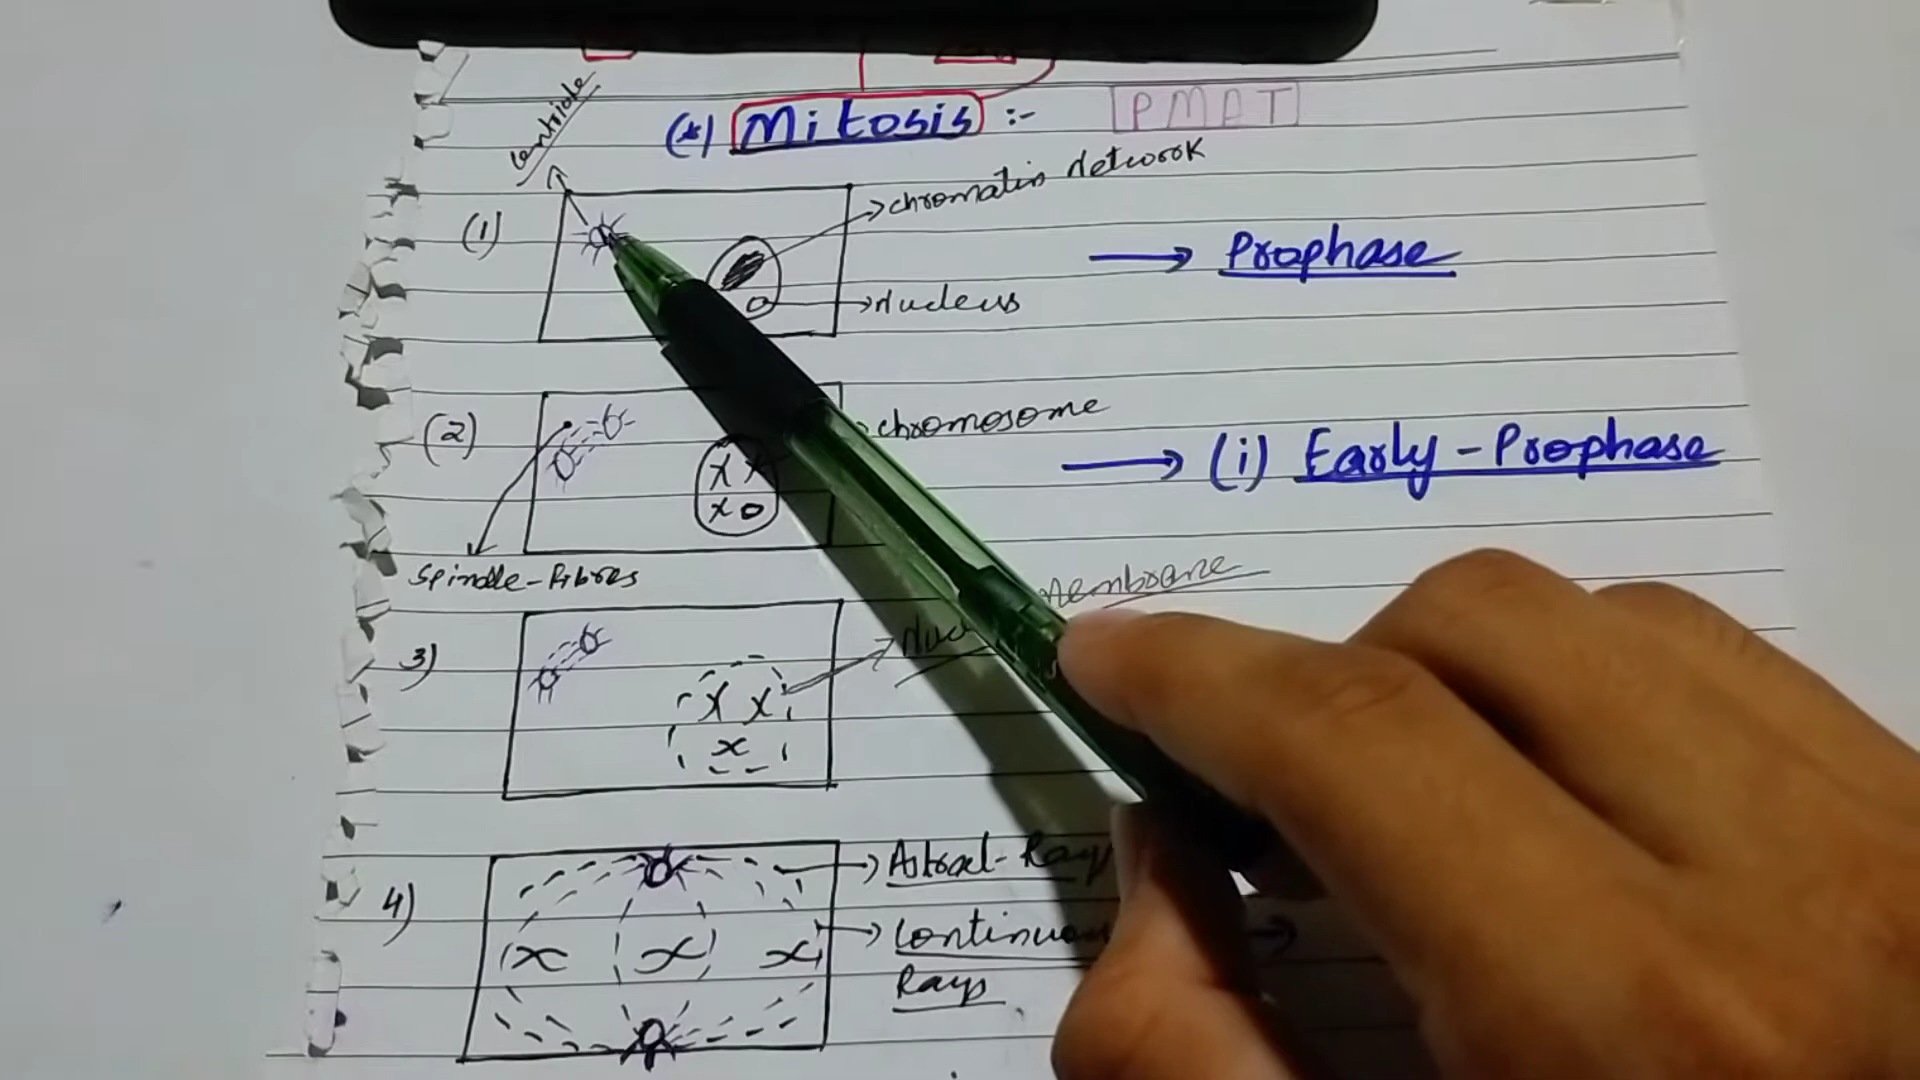 (*) Mitosis :- PMAT
Centriole
chromatin network
(1)
Prophase
nucleus
(2)
chromosome
(i) Early-Prophase
Spindle-fibres
membrane
3)
4)
Astral-Rays
Continuous
Rays